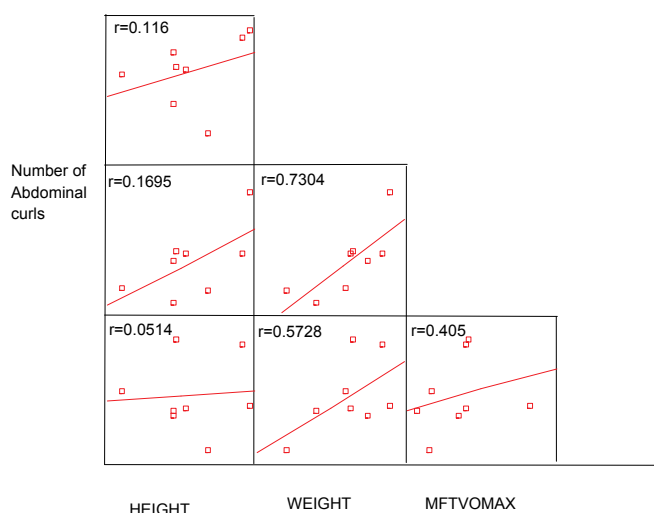 r=0.116
Number of
Abdominal
curls
r=0.1695
r=0.7304
r=0.0514
r=0.5728
r=0.405
HEIGHT
WEIGHT
MFTVOMAX